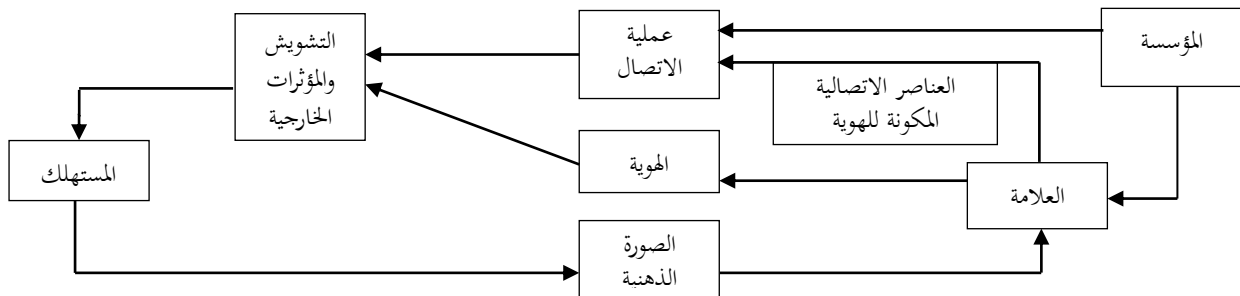 المؤسسة
عملية
الاتصال
التشويش
والمؤثرات
الخارجية
العناصر الاتصالية
المكونة للهوية
الهوية
العلامة
المستهلك
الصورة
الذهنية